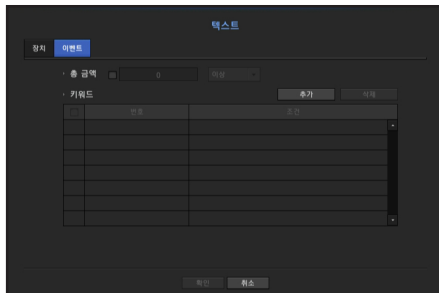 텍스트
장치 이벤트
· 총 금액 0 이상
· 키워드 추가 삭제
번호 조건
확인 취소